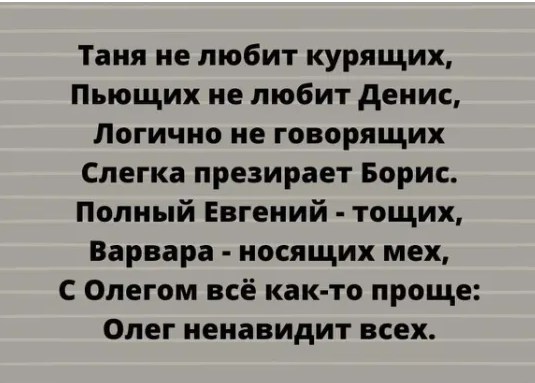 Таня не любит курящих,
Пьющих не любит Денис,
Логично не говорящих
Слегка презирает Борис.
Полный Евгений - тощих,
Варвара - носящих мех,
С Олегом всё как-то проще:
Олег ненавидит всех.